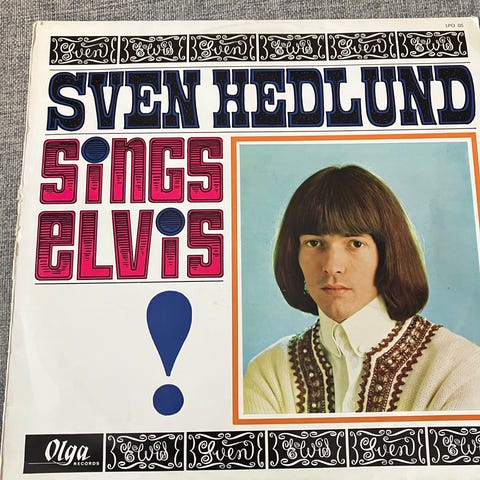 LPO 05
Sven Elvis Sven Elvis Sven Elvis
SVEN HEDLUND
SiNGS
ELViS
!
Olga
RECORDS
Elvis Sven Elvis Sven Elvis